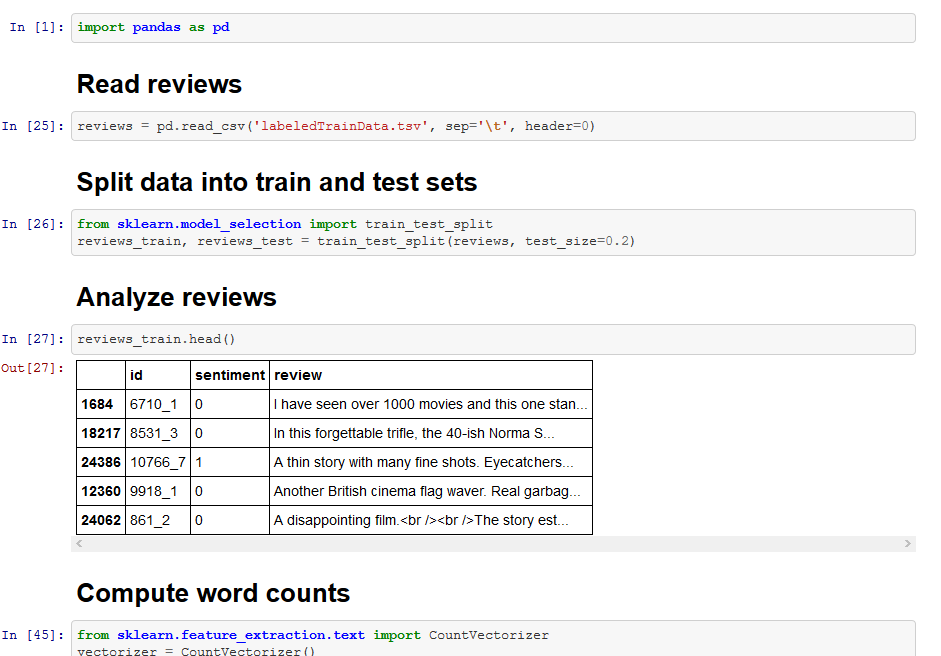 In [1]: import pandas as pd
Read reviews
In [25]: reviews = pd.read_csv('labeledTrainData.tsv', sep='\t', header=0)
Split data into train and test sets
In [26]: from sklearn.model_selection import train_test_split
reviews_train, reviews_test = train_test_split(reviews, test_size=0.2)
Analyze reviews
In [27]: reviews_train.head()
Out[27]:
id sentiment review
1684 6710_1 0 I have seen over 1000 movies and this one stan...
18217 8531_3 0 In this forgettable trifle, the 40-ish Norma S...
24386 10766_7 1 A thin story with many fine shots. Eyecatchers...
12360 9918_1 0 Another British cinema flag waver. Real garbag...
24062 861_2 0 A disappointing film.<br /><br />The story est...
Compute word counts
In [45]: from sklearn.feature_extraction.text import CountVectorizer
vectorizer = CountVectorizer()